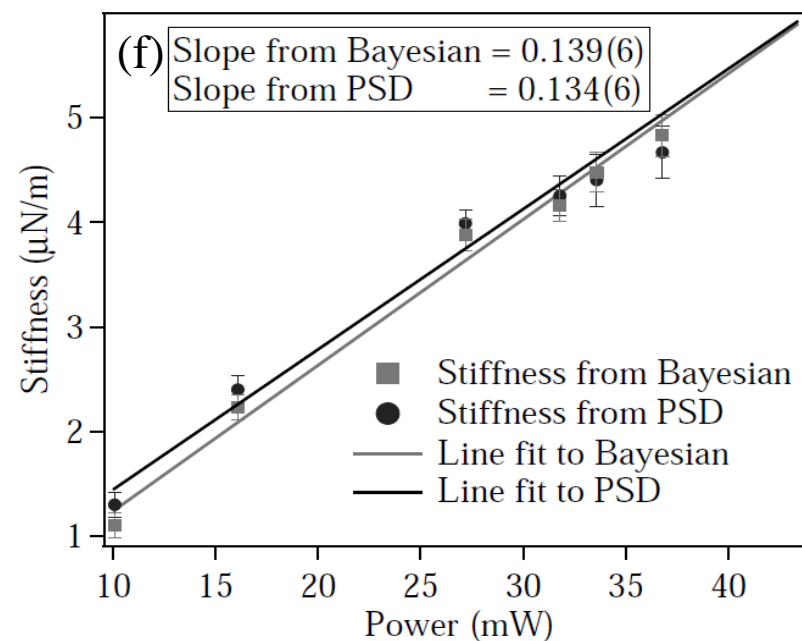 (f)
Slope from Bayesian = 0.139(6)
Slope from PSD = 0.134(6)
Stiffness (μN/m)
5
4
3
2
1
Stiffness from Bayesian
Stiffness from PSD
Line fit to Bayesian
Line fit to PSD
10 15 20 25 30 35 40
Power (mW)